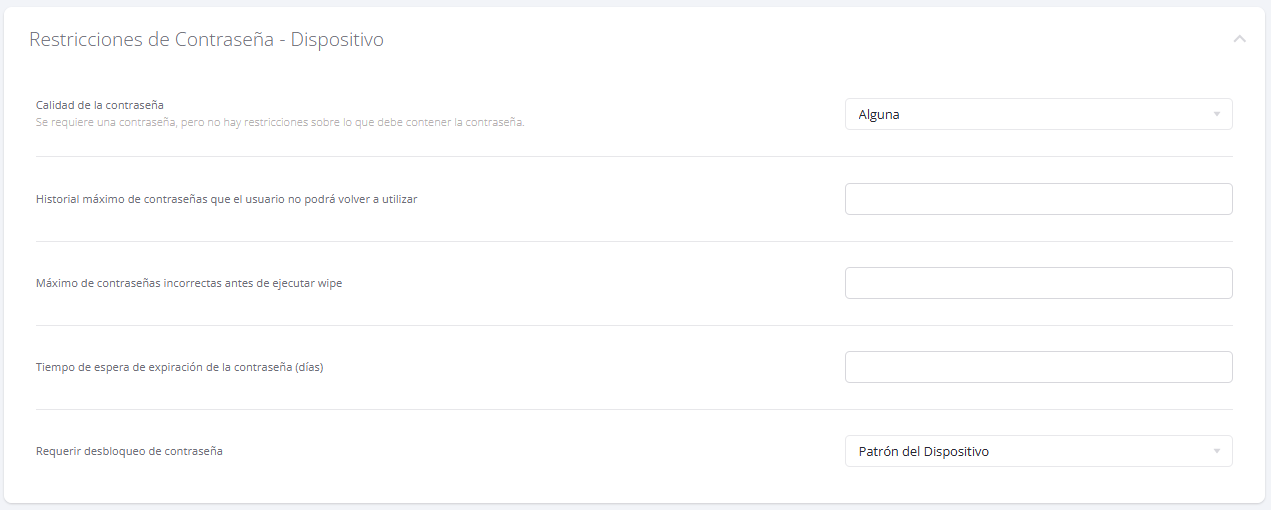 Restricciones de Contraseña - Dispositivo
Calidad de la contraseña
Se requiere una contraseña, pero no hay restricciones sobre lo que debe contener la contraseña.
Alguna
Historial máximo de contraseñas que el usuario no podrá volver a utilizar
Máximo de contraseñas incorrectas antes de ejecutar wipe
Tiempo de espera de expiración de la contraseña (días)
Requerir desbloqueo de contraseña
Patrón del Dispositivo